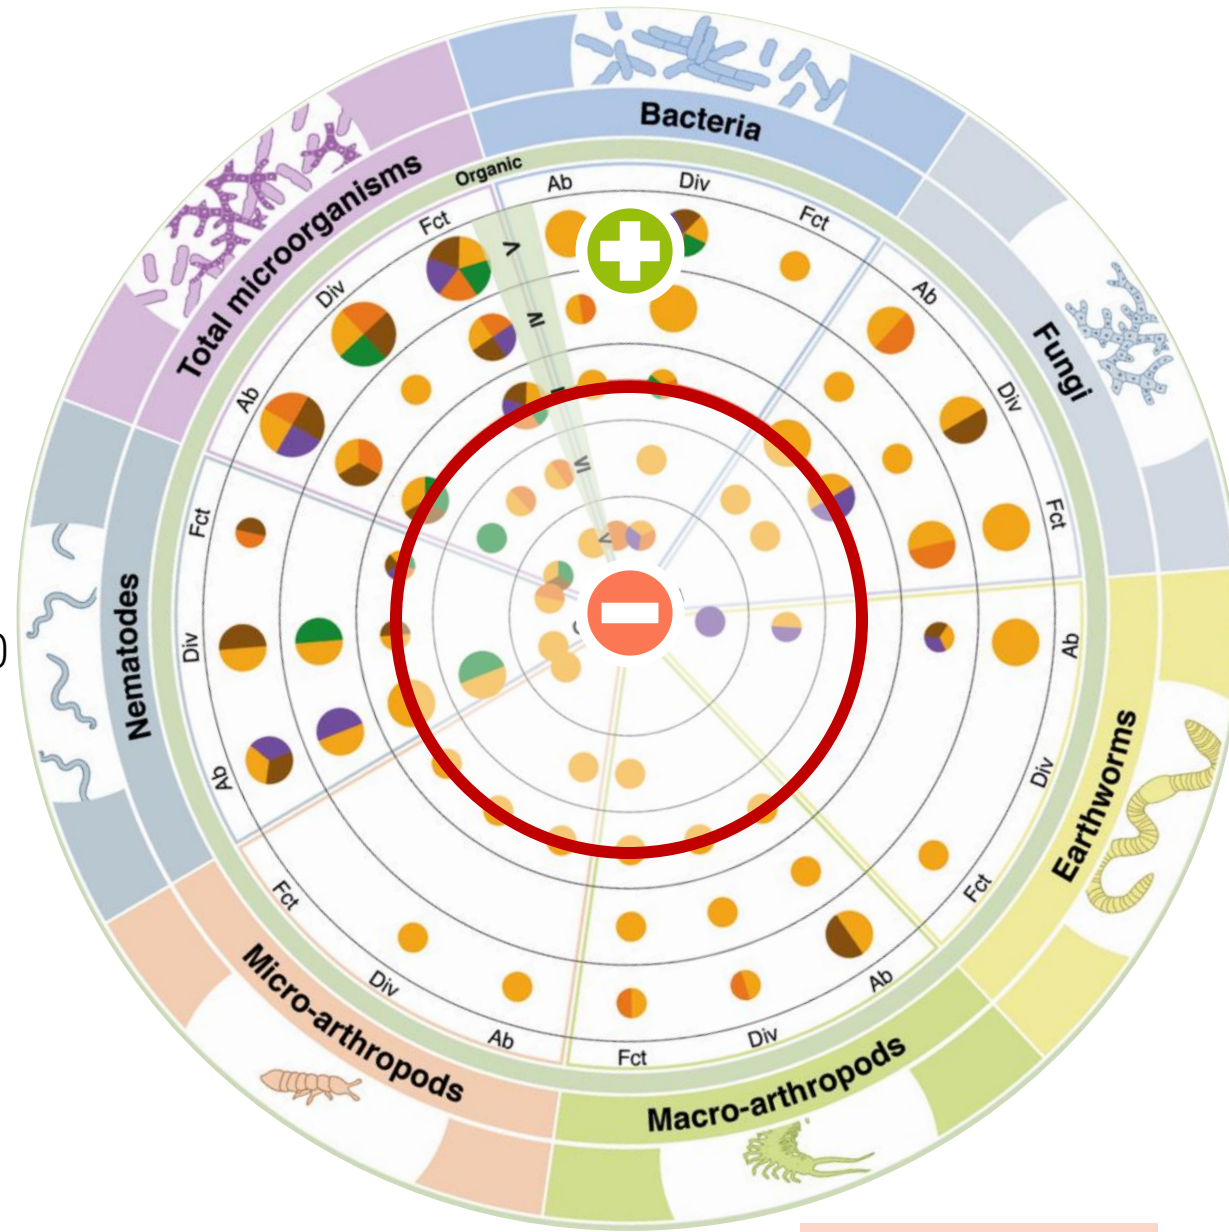 Bacteria
Ab
Div
Fct
Fungi
Ab
Div
Fct
Earthworms
Ab
Div
Fct
Macro-arthropods
Ab
Div
Fct
Micro-arthropods
Ab
Div
Fct
Nematodes
Ab
Div
Fct
Total microorganisms
Ab
Div
Fct
Organic
V
IV
VI
V
)